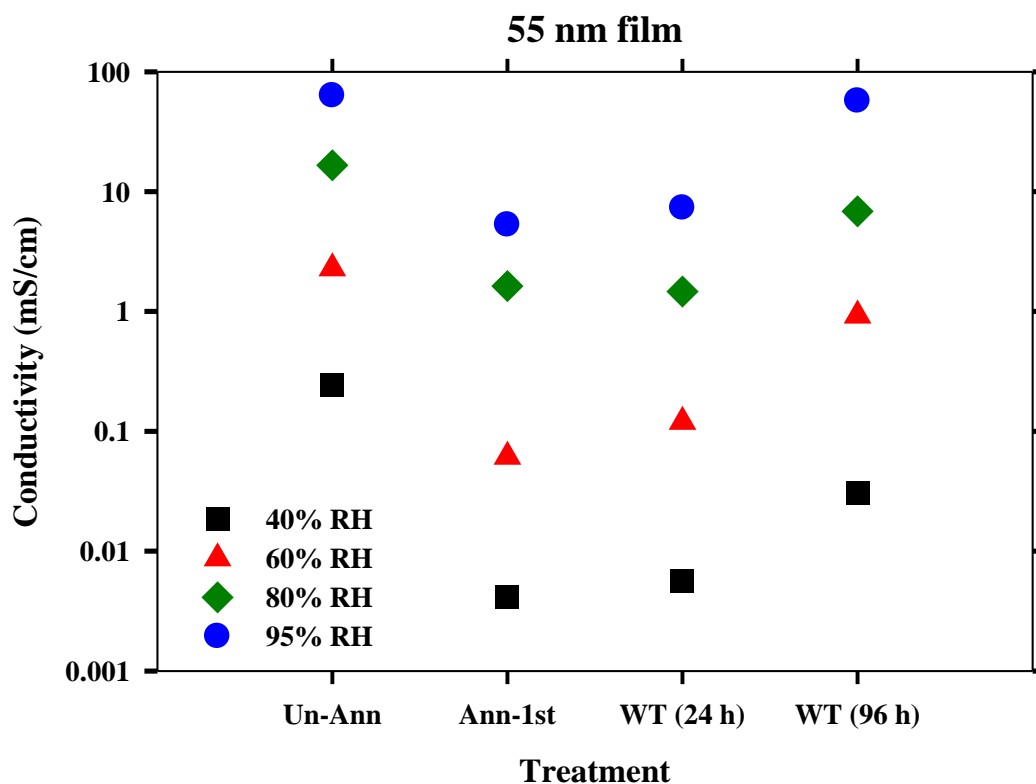 55 nm film
Conductivity (mS/cm)
100
10
1
0.1
0.01
0.001
40% RH
60% RH
80% RH
95% RH
Un-Ann Ann-1st WT (24 h) WT (96 h)
Treatment